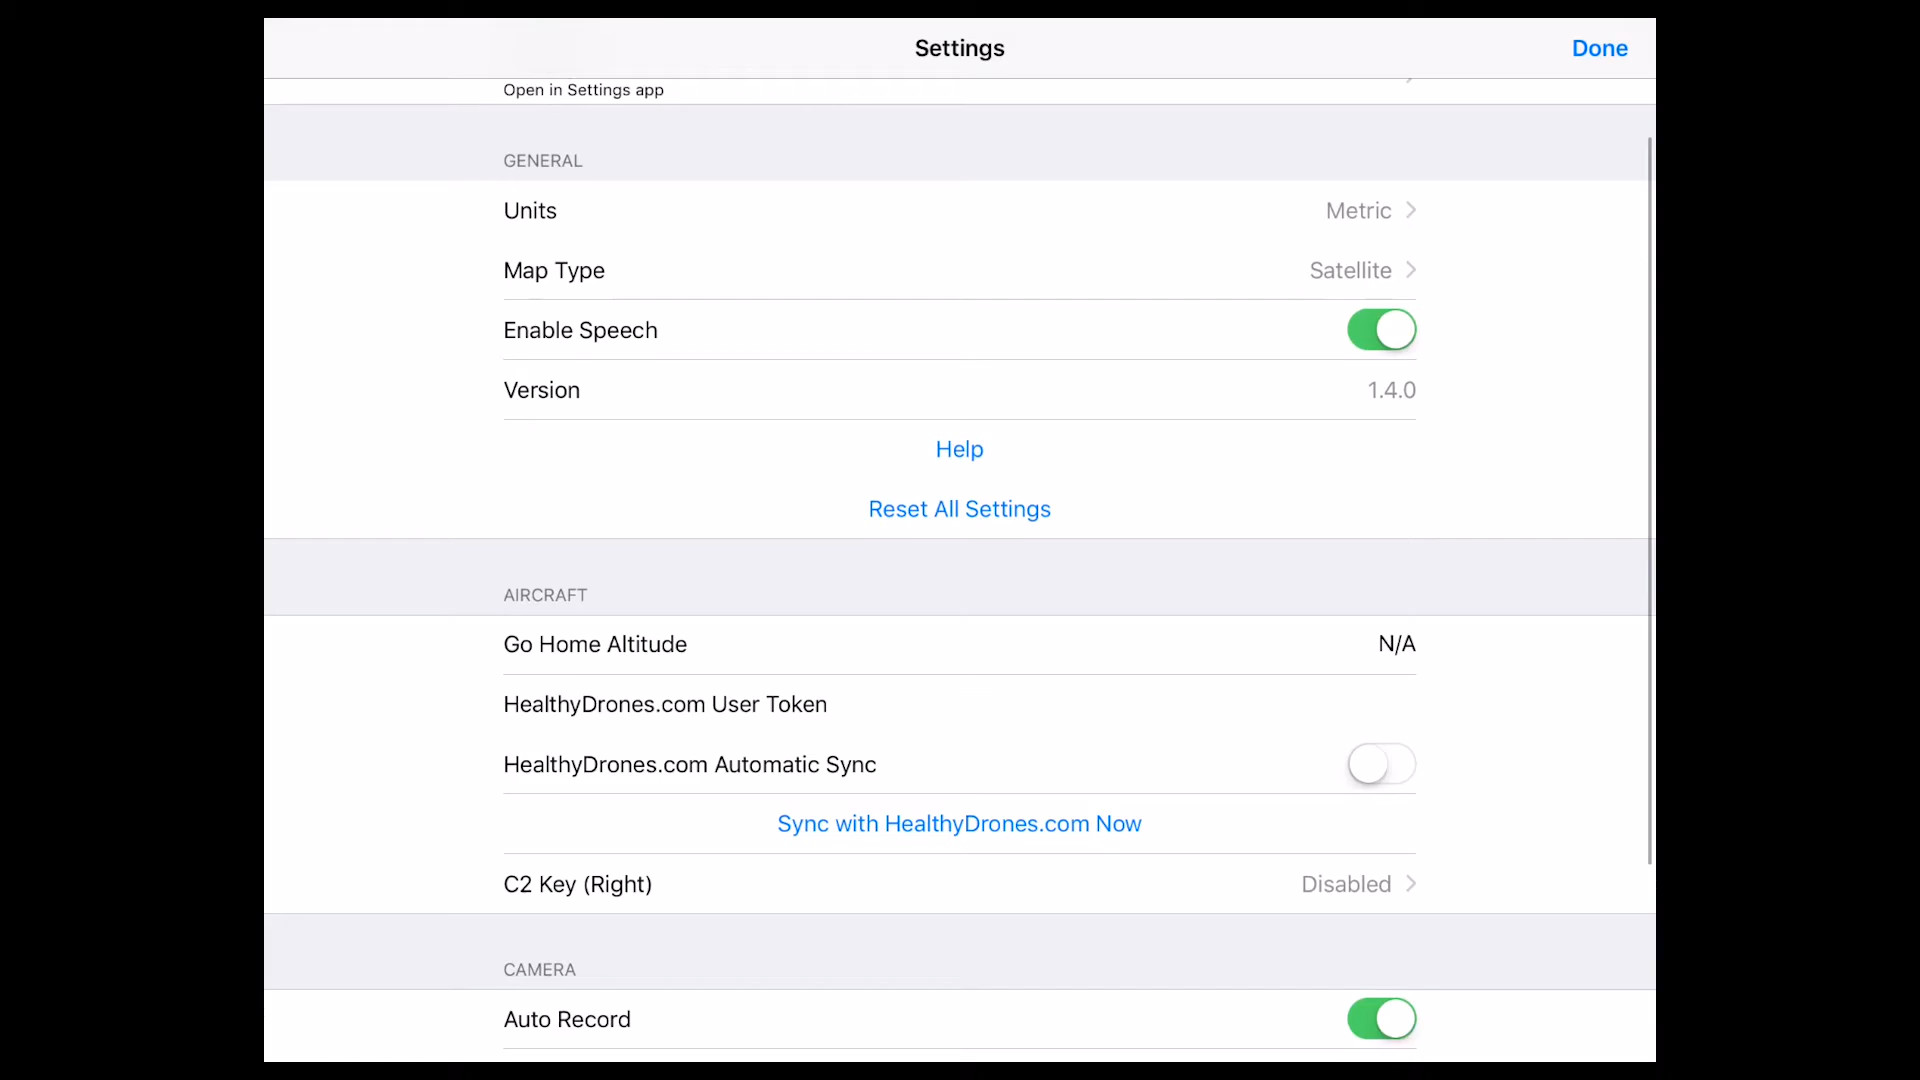 Settings
Done
Open in Settings app
GENERAL
Units Metric
Map Type Satellite
Enable Speech
Version 1.4.0
Help
Reset All Settings
AIRCRAFT
Go Home Altitude N/A
HealthyDrones.com User Token
HealthyDrones.com Automatic Sync
Sync with HealthyDrones.com Now
C2 Key (Right) Disabled
CAMERA
Auto Record